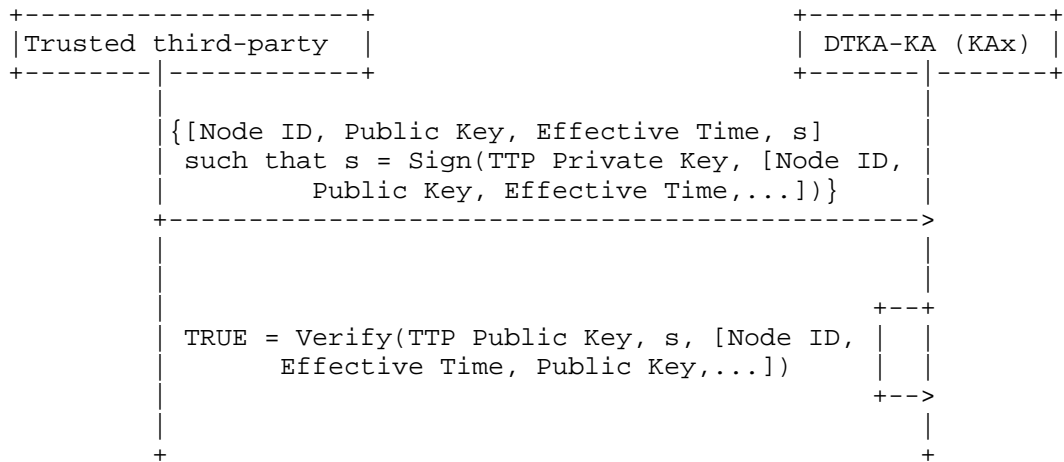 Trusted third-party
DTKA-KA (KAx)
{[Node ID, Public Key, Effective Time, s]
such that s = Sign(TTP Private Key, [Node ID,
Public Key, Effective Time,...])}
TRUE = Verify(TTP Public Key, s, [Node ID,
Effective Time, Public Key,...])